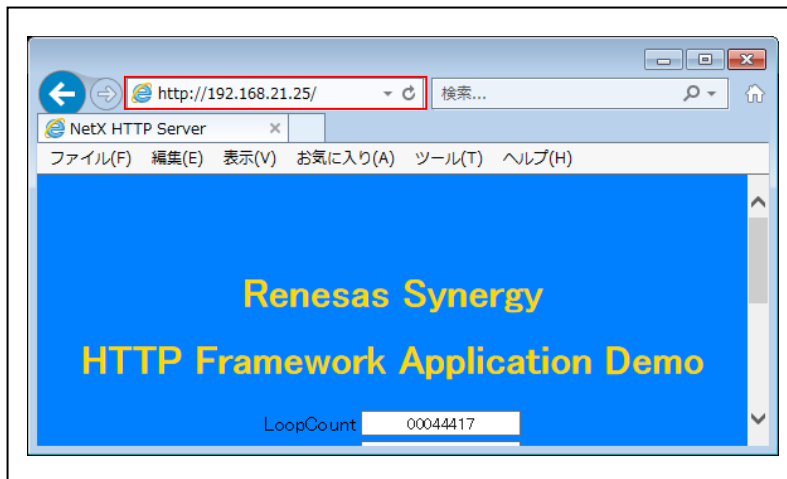 http://192.168.21.25/
検索...
NetX HTTP Server
ファイル(F) 編集(E) 表示(V) お気に入り(A) ツール(T) ヘルプ(H)
Renesas Synergy
HTTP Framework Application Demo
LoopCount 00044417